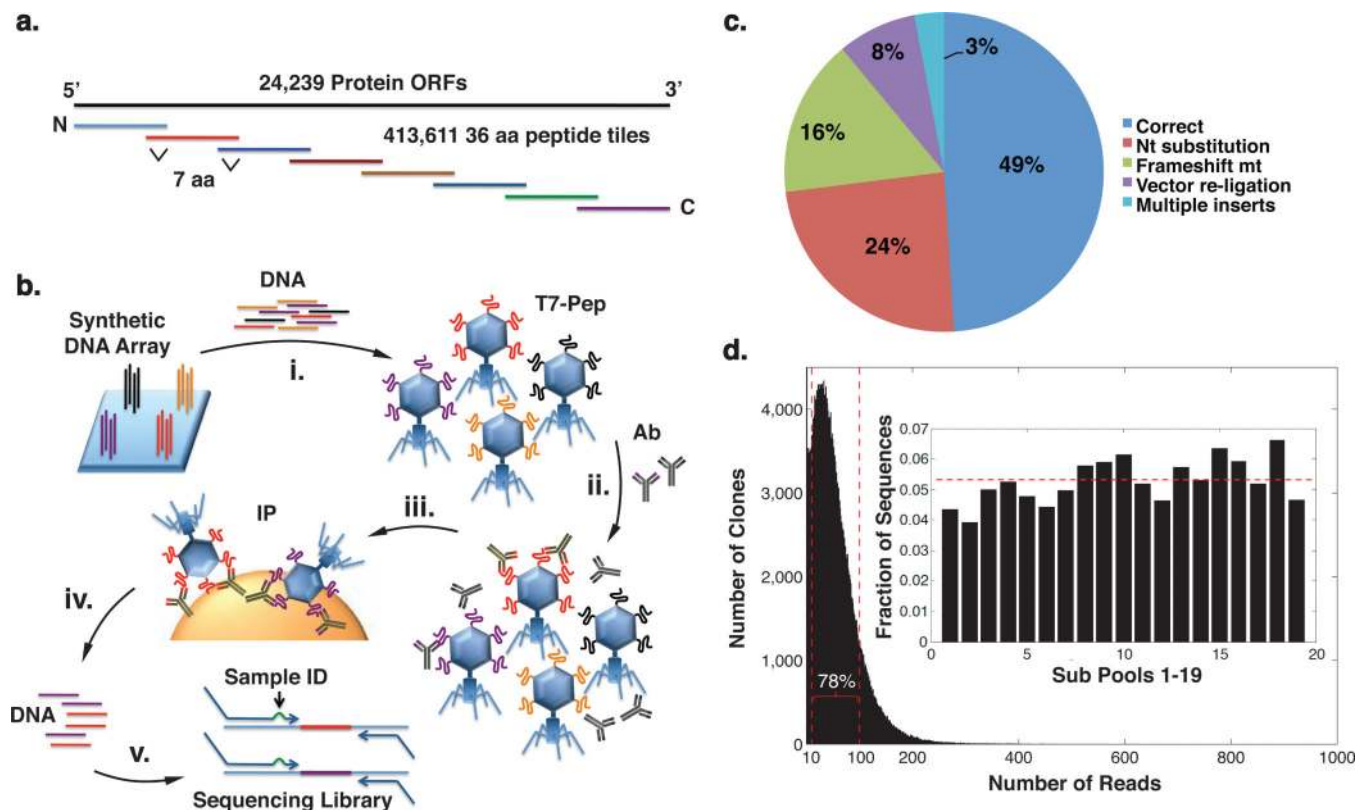 a.
5’
24,239 Protein ORFs
3’
N
413,611 36 aa peptide tiles
7 aa
C
b.
DNA
Synthetic
DNA Array
i.
T7-Pep
Ab
ii.
iii.
IP
iv.
Sample ID
DNA
v.
Sequencing Library
c.
8%
3%
16%
49%
24%
Correct
Nt substitution
Frameshift mt
Vector re-ligation
Multiple inserts
d.
Number of Clones
4,000
3,000
2,000
1,000
0
78%
10
100
200
400
600
800
1000
Number of Reads
Fraction of Sequences
0.07
0.06
0.05
0.04
0.03
0.02
0.01
0
0
5
10
15
20
Sub Pools 1-19